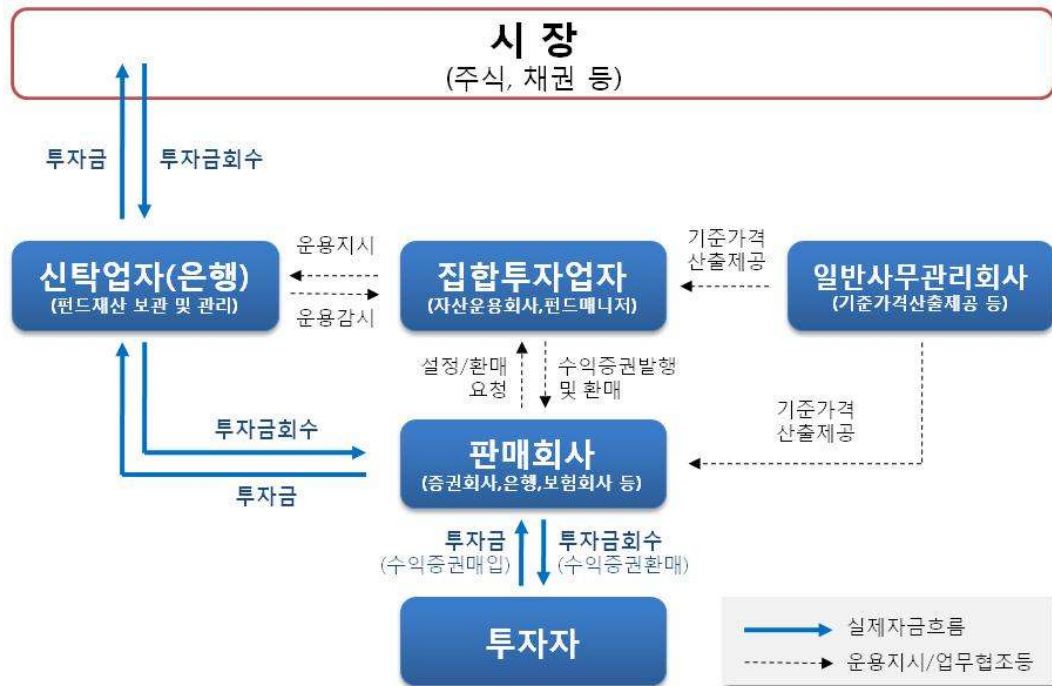 시 장
(주식, 채권 등)
투자금
투자금회수
신탁업자(은행)
(펀드재산 보관 및 관리)
운용지시
운용감시
집합투자업자
(자산운용회사,펀드매니저)
기준가격
산출제공
일반사무관리회사
(기준가격산출제공 등)
설정/환매
요청
수익증권발행
및 환매
기준가격
산출제공
투자금회수
투자금
판매회사
(증권회사,은행,보험회사 등)
투자금
(수익증권매입)
투자금회수
(수익증권환매)
투자자
실제자금흐름
운용지시/업무협조등